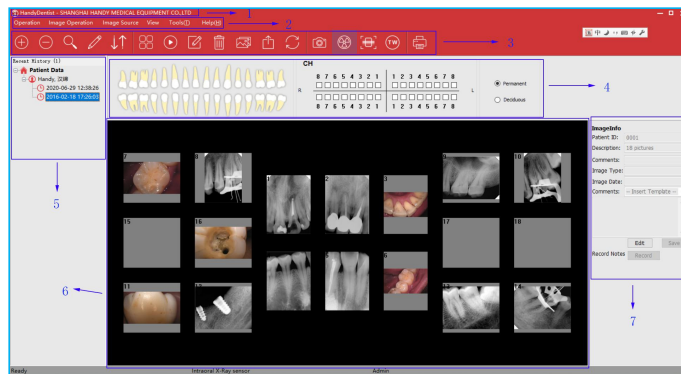 HandyDentist - SHANGHAI HANDY MEDICAL EQUIPMENT CO.,LTD
1
Operation Image Operation Image Source View Tools(T) Help(H)
2
TW
3
中
Recent History (1)
Patient Data
Handy, 汉缔
2020-06-29 12:38:26
2016-02-18 17:26:03
CH
8 7 6 5 4 3 2 1 1 2 3 4 5 6 7 8
R L
8 7 6 5 4 3 2 1 1 2 3 4 5 6 7 8
Permanent
Deciduous
4
5
7 8 9 10
1 2 3
15 16 17 18
5 6
11 14
6
ImageInfo
Patient ID: 0001
Descripton: 18 pictures
Comments:
Image Type:
Image Date:
Comments: -- Insert Template --
Edit Save
Record Notes Record
7
Ready Intraoral X-Ray sensor Admin